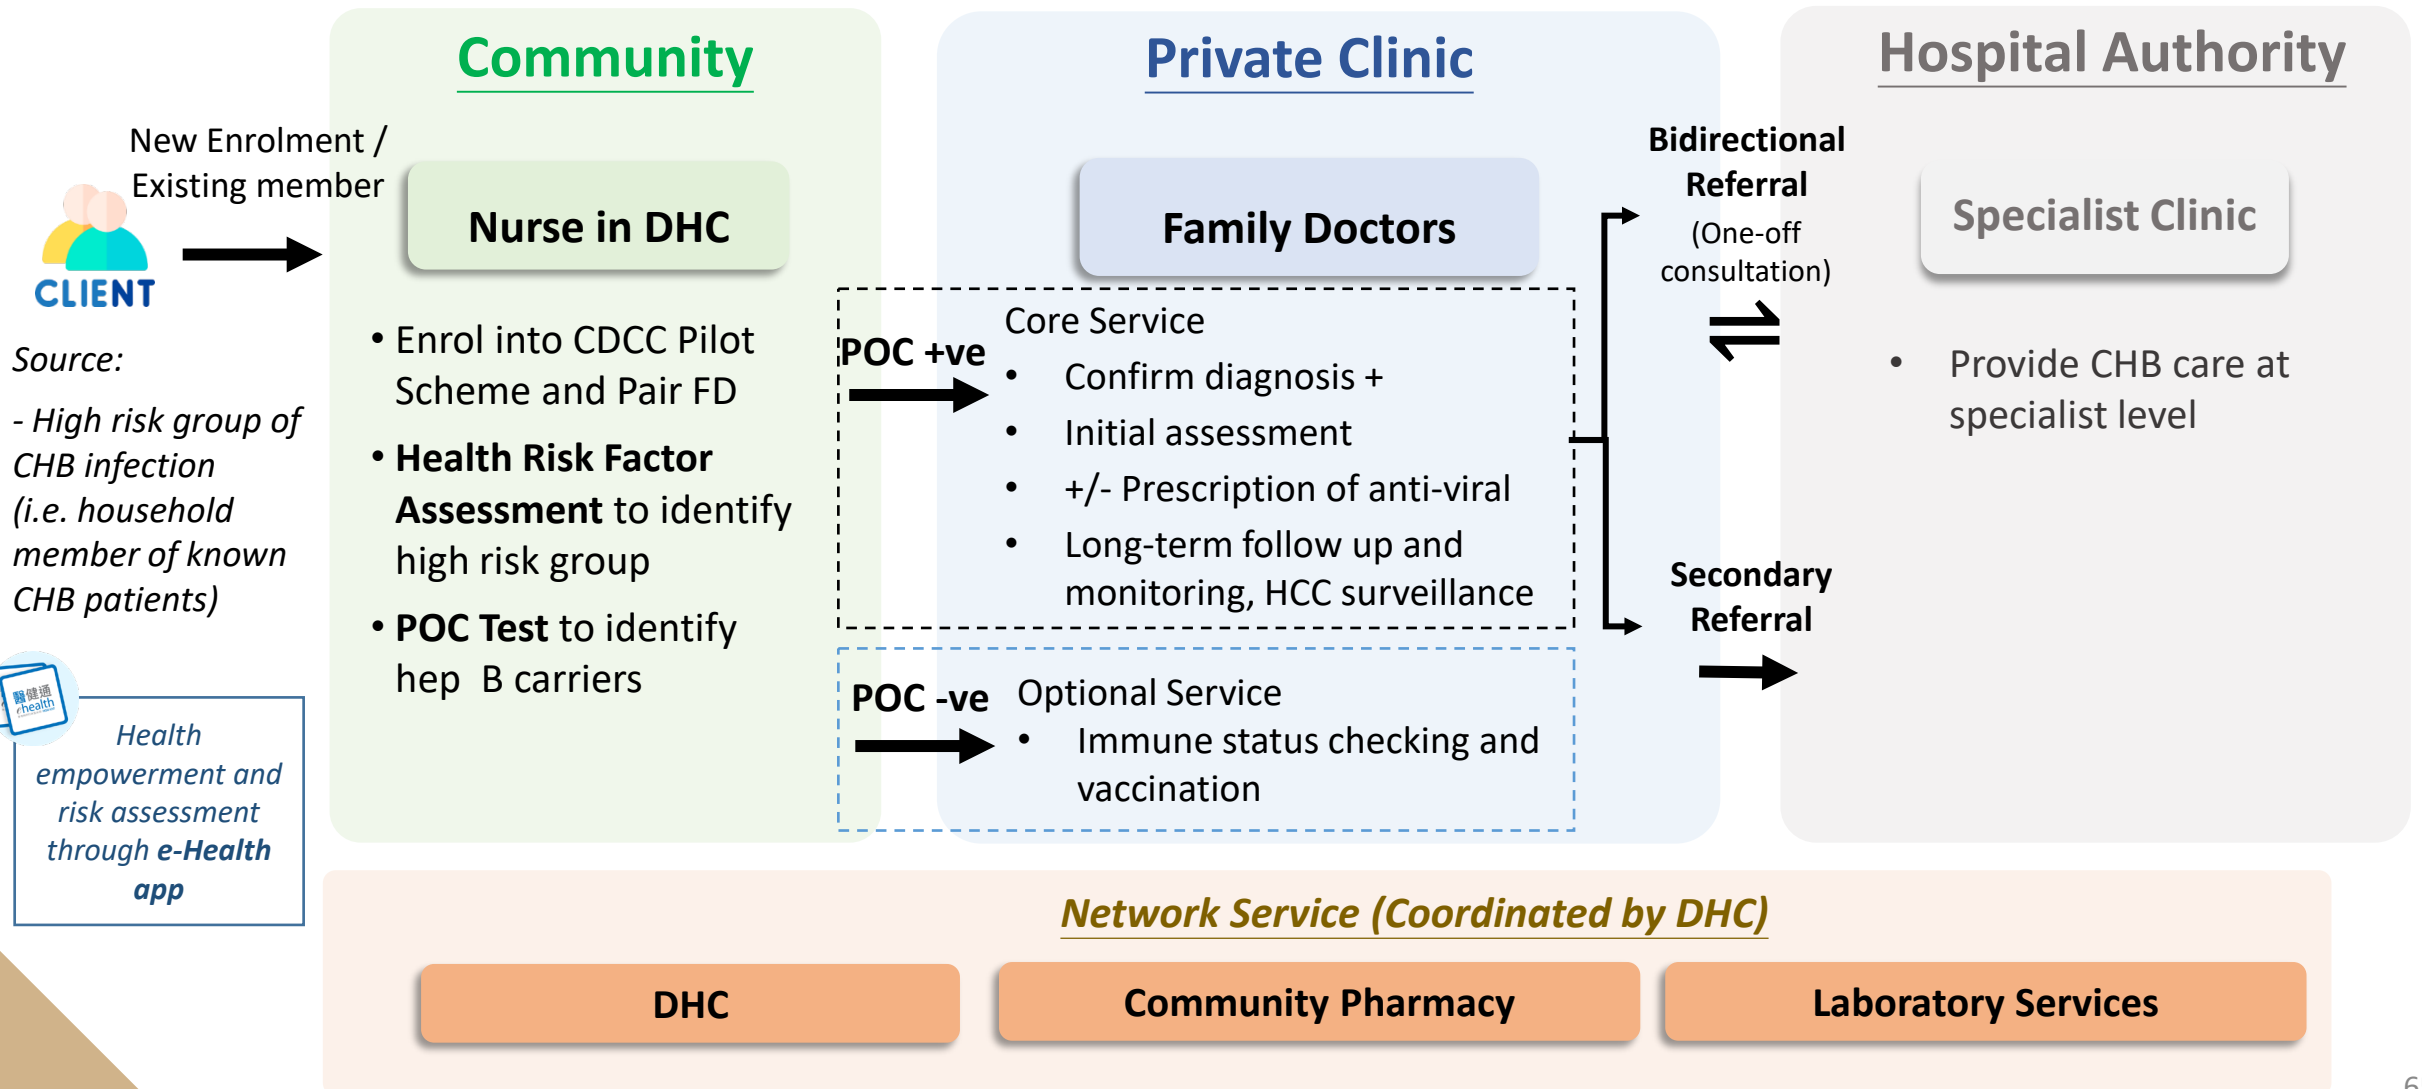 Community
Private Clinic
Hospital Authority
New Enrolment /
Existing member
CLIENT
Source:
- High risk group of
CHB infection
(i.e. household
member of known
CHB patients)
醫健通
ehealth
Health
empowerment and
risk assessment
through e-Health
app
Nurse in DHC
• Enrol into CDCC Pilot
Scheme and Pair FD
• Health Risk Factor
Assessment to identify
high risk group
• POC Test to identify
hep B carriers
Family Doctors
POC +ve
Core Service
• Confirm diagnosis +
• Initial assessment
• +/- Prescription of anti-viral
• Long-term follow up and
monitoring, HCC surveillance
POC -ve
Optional Service
• Immune status checking and
vaccination
Bidirectional
Referral
(One-off
consultation)
Secondary
Referral
Specialist Clinic
• Provide CHB care at
specialist level
Network Service (Coordinated by DHC)
DHC
Community Pharmacy
Laboratory Services
6